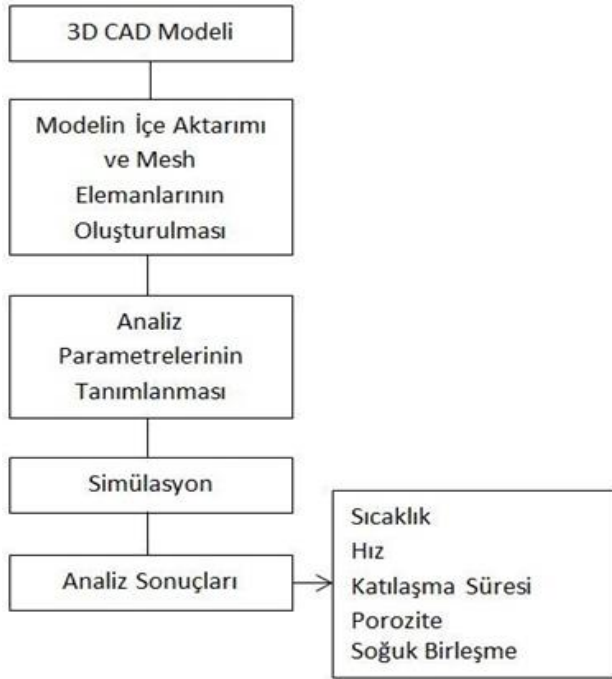 3D CAD Modeli
Modelin İçe Aktarımı
ve Mesh
Elemanlarının
Oluşturulması
Analiz
Parametrelerinin
Tanımlanması
Simülasyon
Analiz Sonuçları
Sıcaklık
Hız
Katılaşma Süresi
Porozite
Soğuk Birleşme